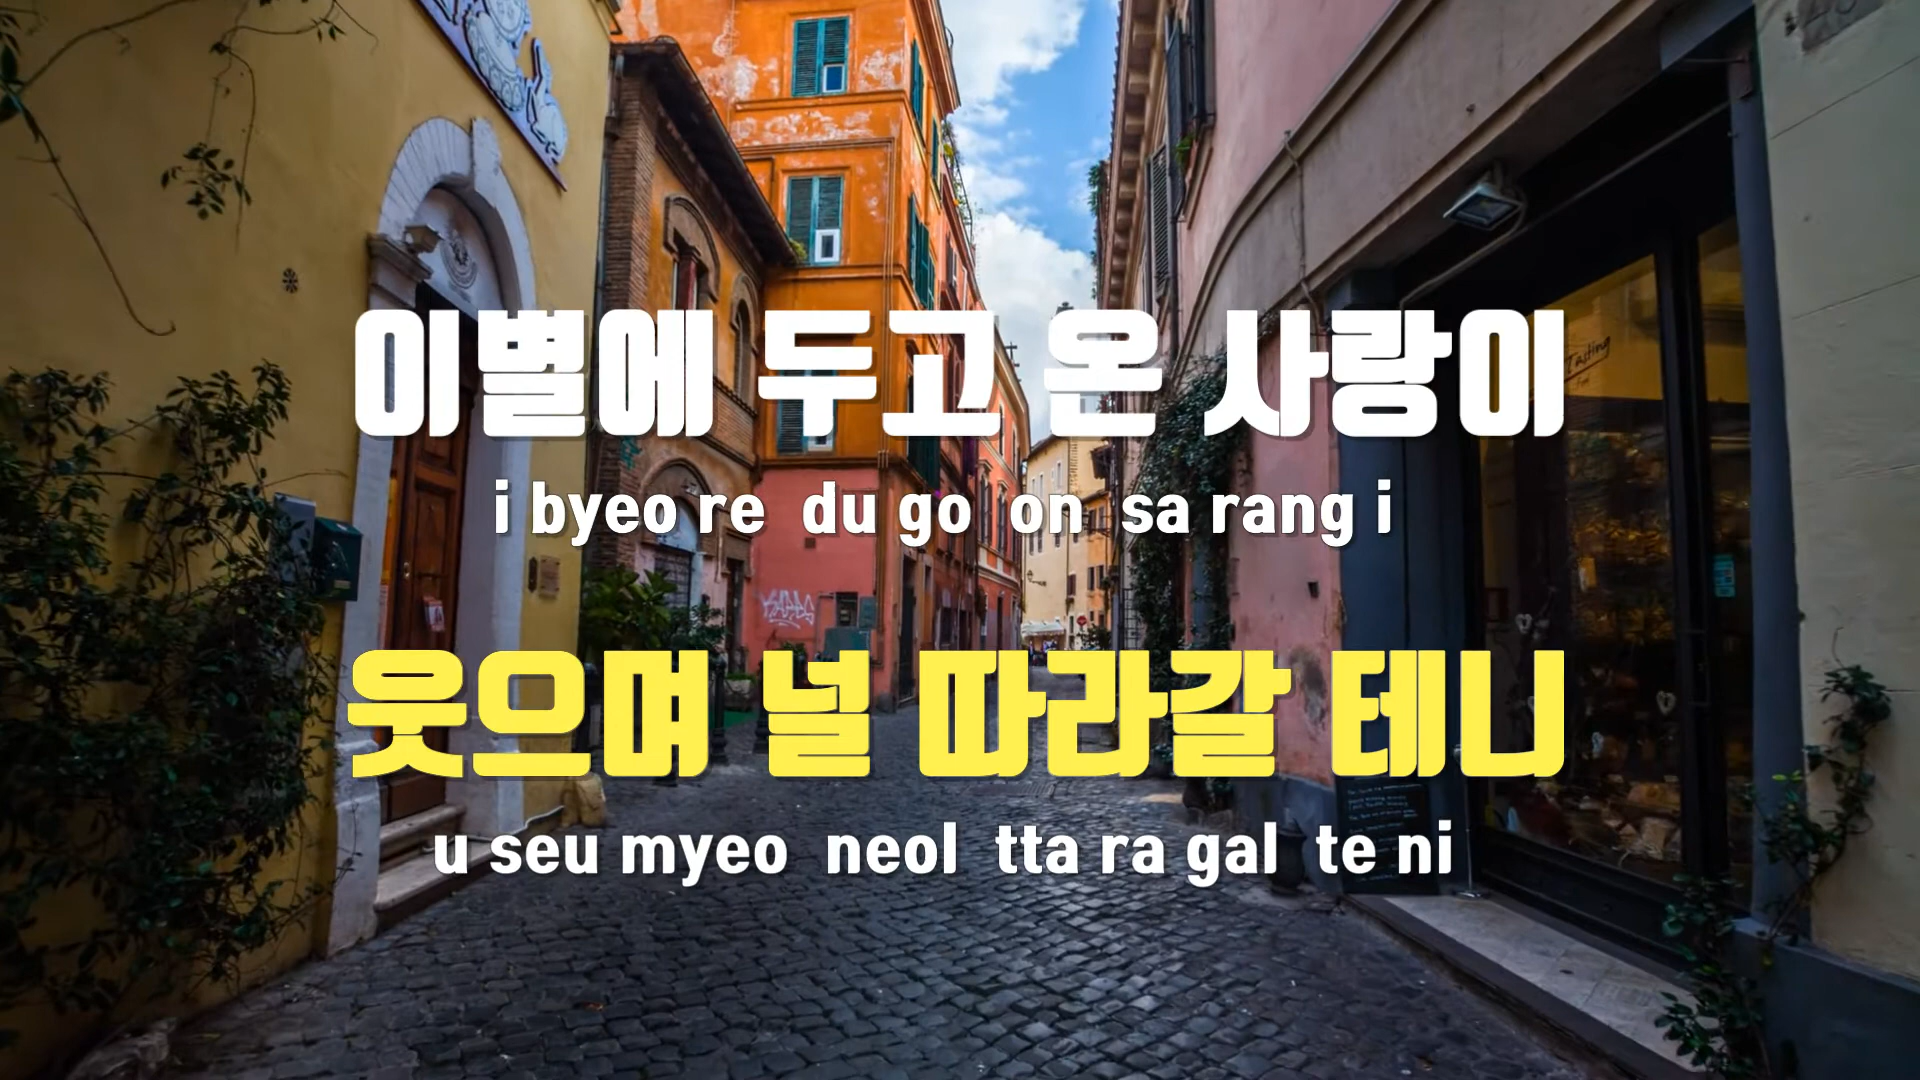 이별에 두고 온 사랑이
i byeo re du go on sa rang i
웃으며 널 따라갈 테니
u seu myeo neol tta ra gal te ni
Tasting